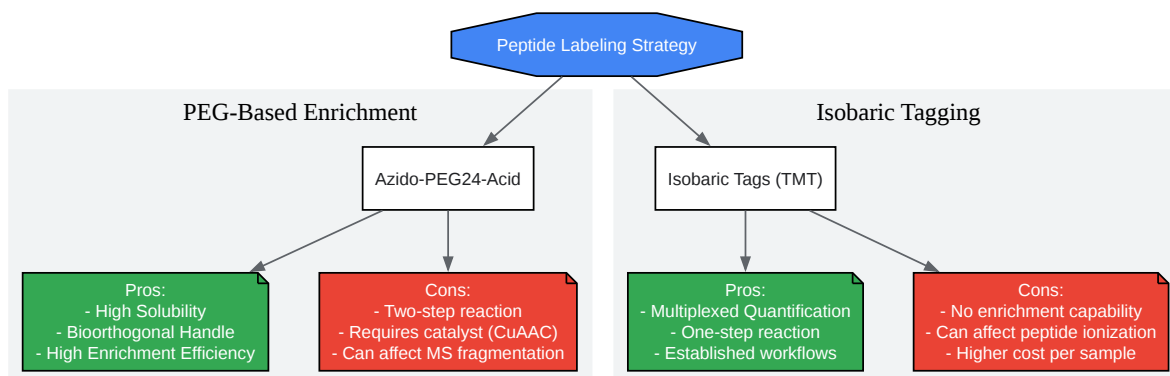 Peptide Labeling Strategy
PEG-Based Enrichment
Isobaric Tagging
Azido-PEG24-Acid
Isobaric Tags (TMT)
Pros:
- High Solubility
- Bioorthogonal Handle
- High Enrichment Efficiency
Cons:
- Two-step reaction
- Requires catalyst (CuAAC)
- Can affect MS fragmentation
Pros:
- Multiplexed Quantification
- One-step reaction
- Established workflows
Cons:
- No enrichment capability
- Can affect peptide ionization
- Higher cost per sample